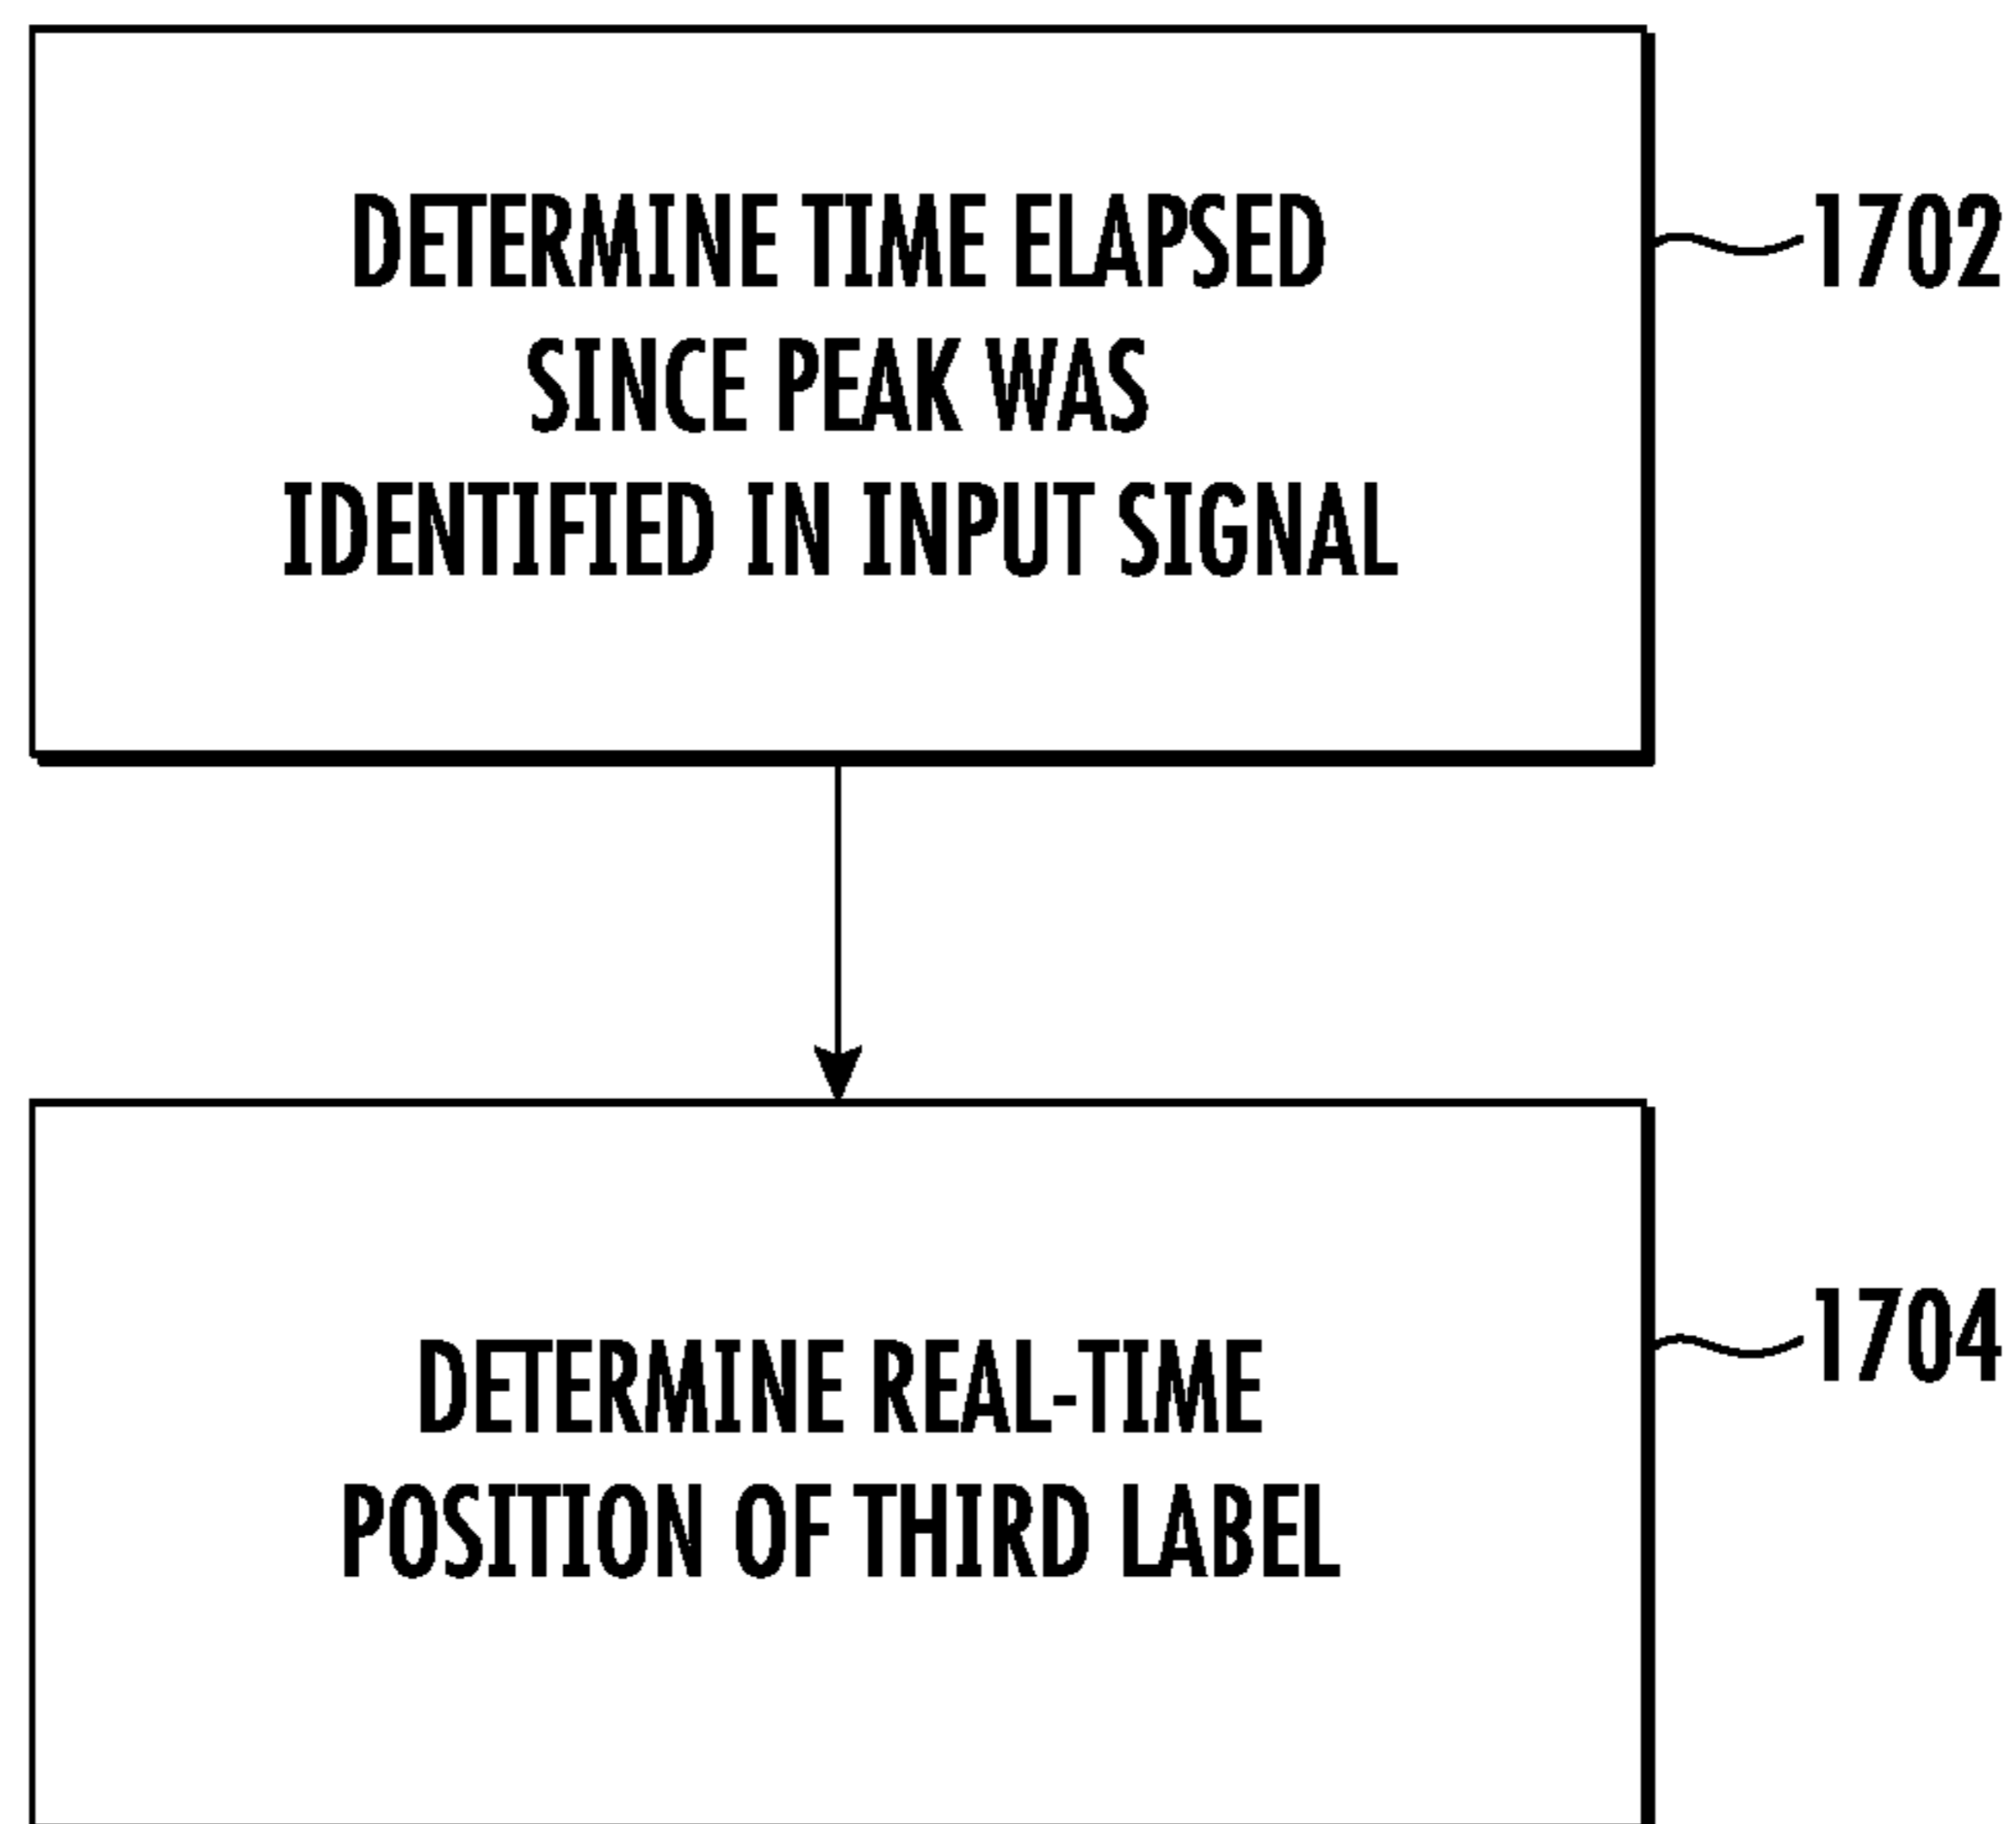 DETERMINE TIME ELAPSED
SINCE PEAK WAS
IDENTIFIED IN INPUT SIGNAL
1702
DETERMINE REAL-TIME
POSITION OF THIRD LABEL
1704